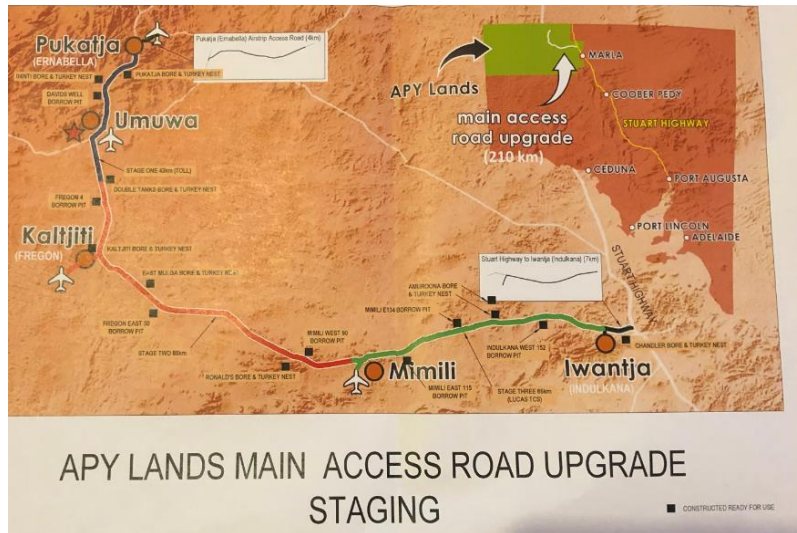 Pukatja
(ERNABELLA)
Pukatja (Ernabella) Airstrip Access Road (4km)
PUKATJA BORE & TURKEY NEST
BORE & TURKEY NEST
DAVIDS WELL
BORROW PIT
Umuwa
STAGE ONE
(TOLL)
DOUBLE TANKS BORE & TURKEY NEST
FREGON 4
BORROW PIT
Kaltjiti
(FREGON)
KALTJITI BORE & TURKEY NEST
EAST MULGA BORE & TURKEY NEST
FREGON EAST
BORROW PIT
STAGE TWO
MIMILI WEST 90
BORROW PIT
RONALD'S BORE & TURKEY NEST
Mimili
MIMILI EAST 115
BORROW PIT
MIMILI E134 BORROW PIT
AMUROONA BORE
& TURKEY NEST
INDULKANA WEST 152
BORROW PIT
STAGE THREE
(LUCAS TCS)
Stuart Highway to Iwantja (Indulkana) (7km)
Iwantja
(INDULKANA)
CHANDLER BORE & TURKEY NEST
STUART HIGHWAY
APY Lands
main access
road upgrade
(210 km)
MARLA
COOBER PEDY
STUART HIGHWAY
CEDUNA
PORT AUGUSTA
PORT LINCOLN
ADELAIDE
APY LANDS MAIN ACCESS ROAD UPGRADE
STAGING
CONSTRUCTED READY FOR USE